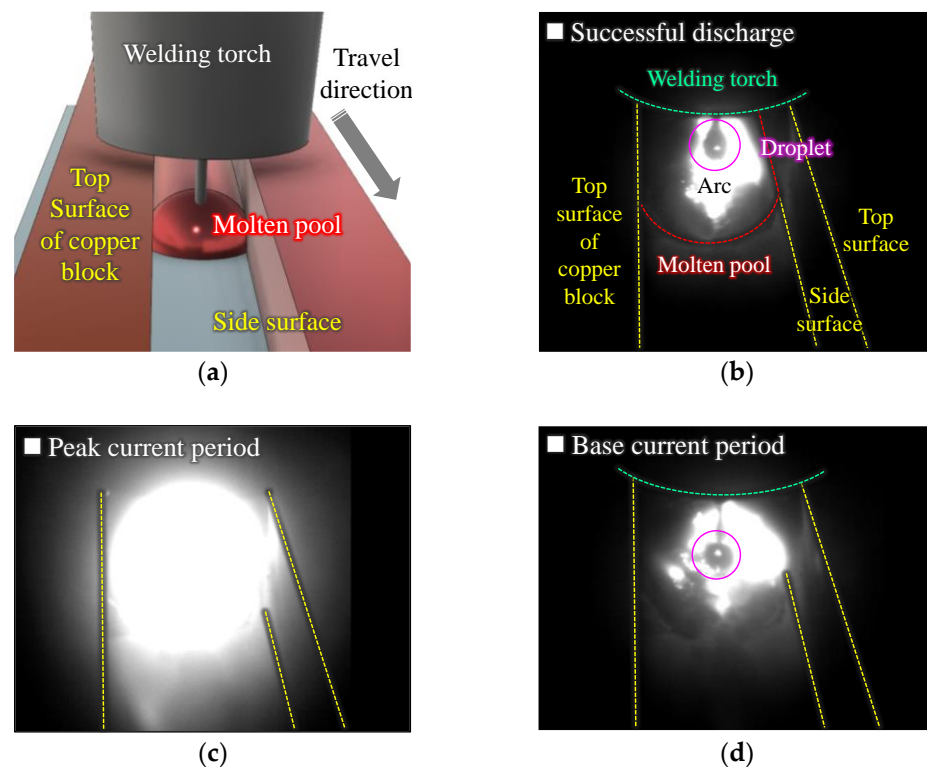 Welding torch
Travel
direction
Top
Surface
of copper
block
Molten pool
Side surface
(a)
■ Successful discharge
Welding torch
Droplet
Arc
Top
surface
of
copper
block
Top
surface
Molten pool
Side
surface
(b)
■ Peak current period
(c)
■ Base current period
(d)